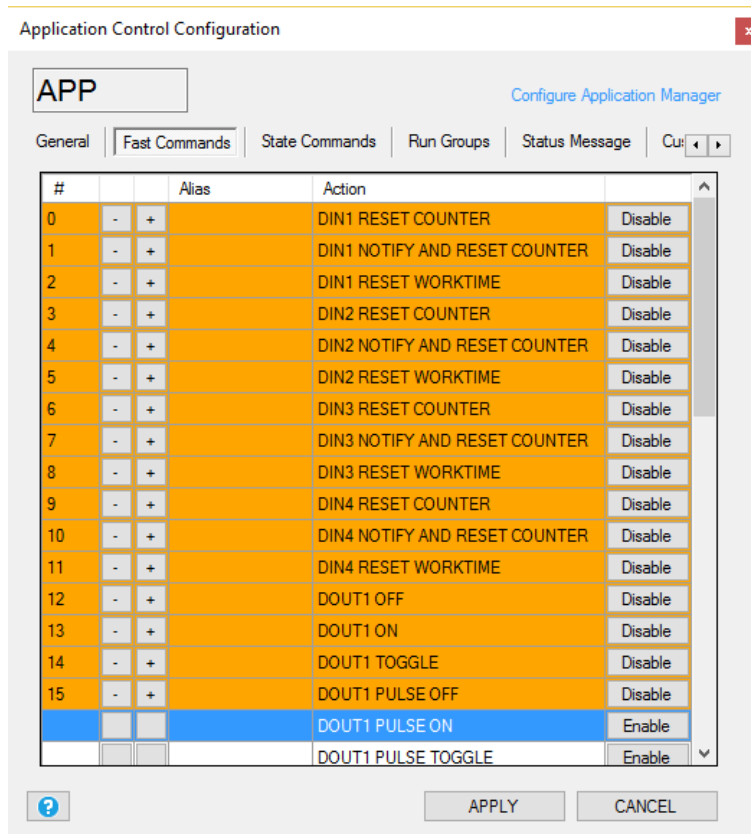 Application Control Configuration x
APP
Configure Application Manager
General Fast Commands State Commands Run Groups Status Message
# Alias Action
0 - + DIN1 RESET COUNTER Disable
1 - + DIN1 NOTIFY AND RESET COUNTER Disable
2 - + DIN1 RESET WORKTIME Disable
3 - + DIN2 RESET COUNTER Disable
4 - + DIN2 NOTIFY AND RESET COUNTER Disable
5 - + DIN2 RESET WORKTIME Disable
6 - + DIN3 RESET COUNTER Disable
7 - + DIN3 NOTIFY AND RESET COUNTER Disable
8 - + DIN3 RESET WORKTIME Disable
9 - + DIN4 RESET COUNTER Disable
10 - + DIN4 NOTIFY AND RESET COUNTER Disable
11 - + DIN4 RESET WORKTIME Disable
12 - + DOUT1 OFF Disable
13 - + DOUT1 ON Disable
14 - + DOUT1 TOGGLE Disable
15 - + DOUT1 PULSE OFF Disable
DOUT1 PULSE ON Enable
DOUT1 PULSE TOGGLE Enable
? APPLY CANCEL